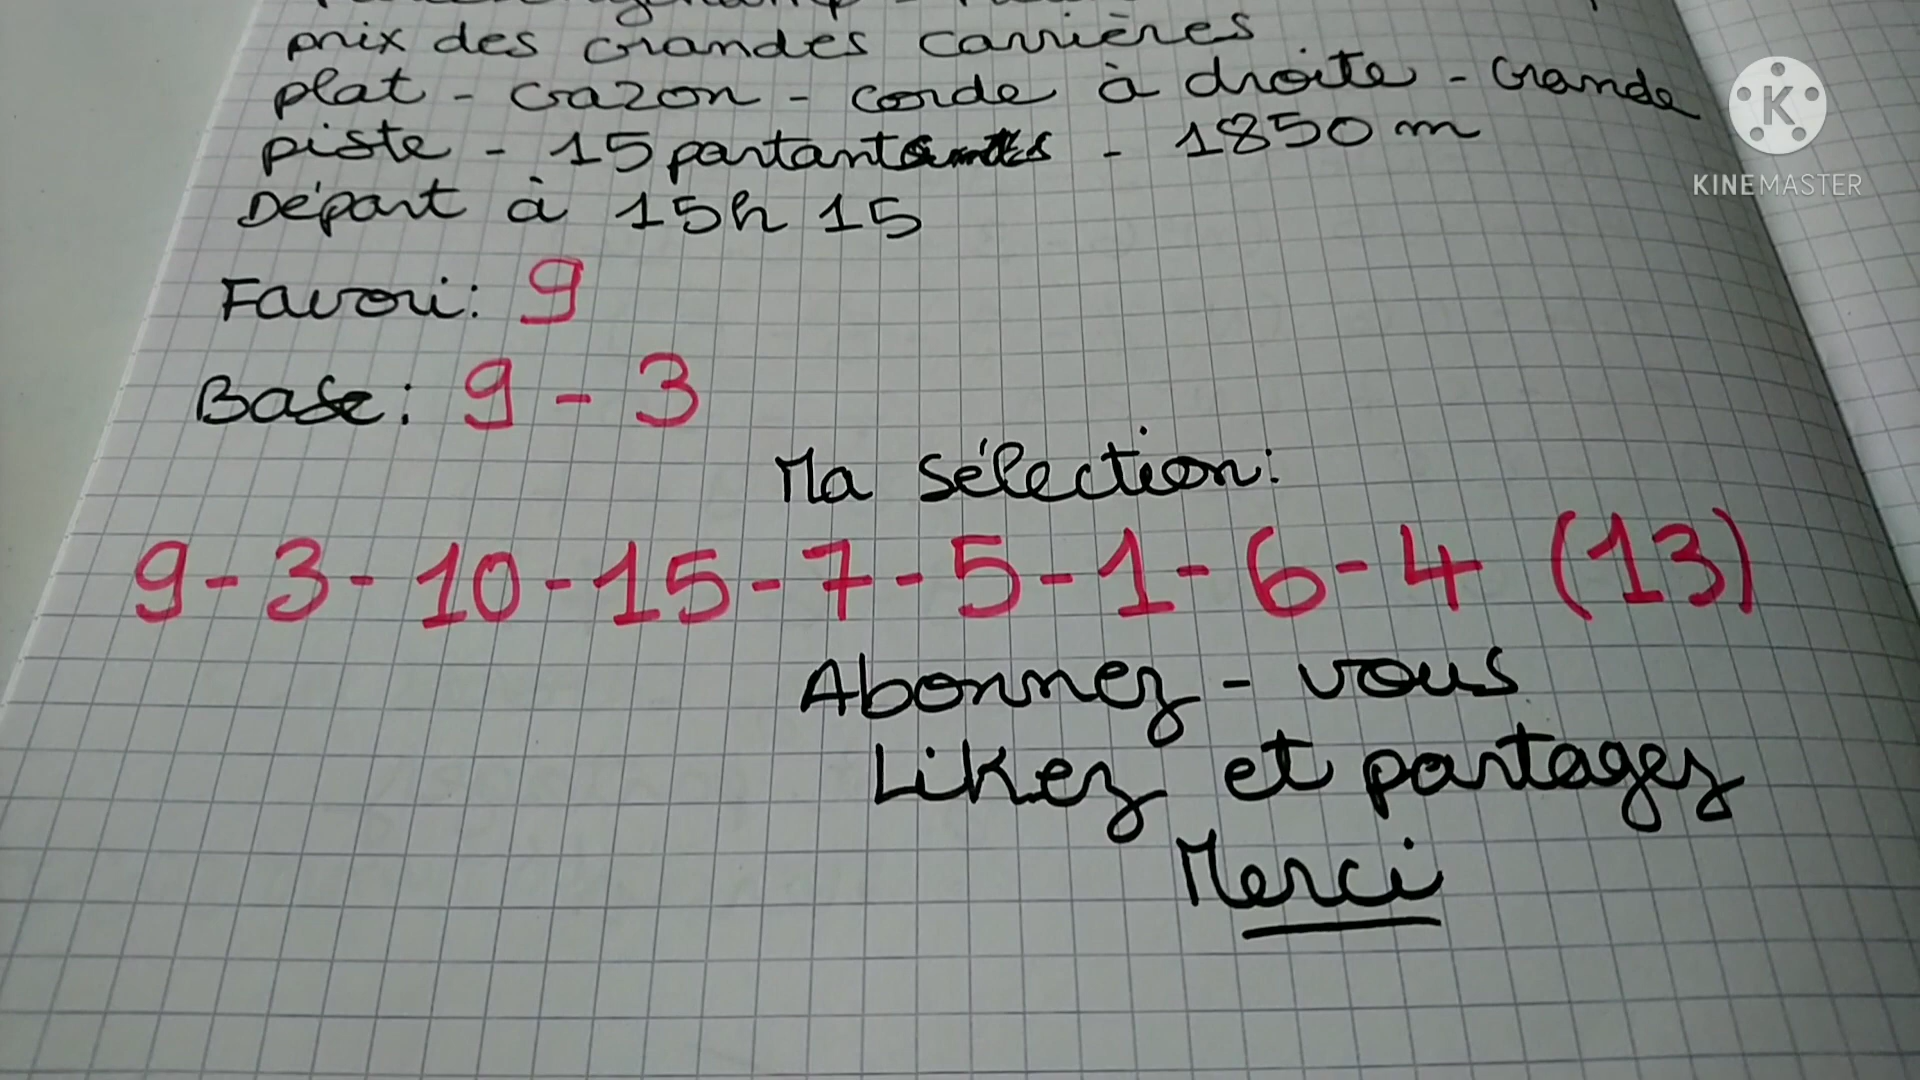 prix des Grandes Carrières
plat - Gazon - Corde à droite - Grande
piste - 15 partants - 1850 m
Départ à 15h 15
Favori: 9
Base: 9 - 3
Ma sélection:
9 - 3 - 10 - 15 - 7 - 5 - 1 - 6 - 4 (13)
Abonnez-vous
Likez et partagez
Merci
KINEMASTER